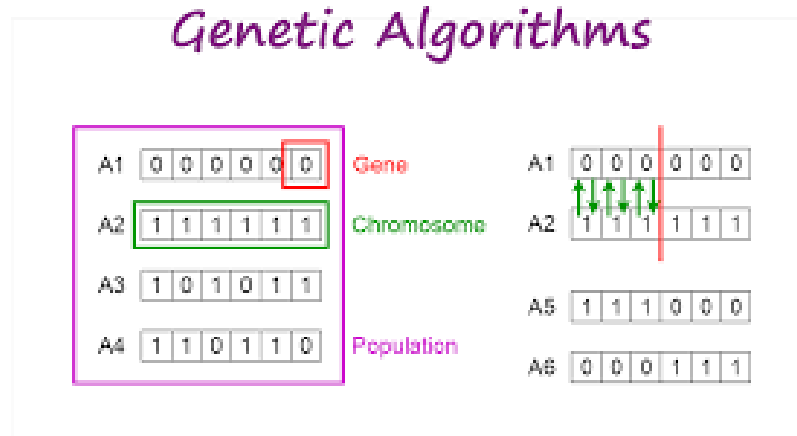 Genetic Algorithms
A1 0 0 0 0 0 0 Gene
A2 1 1 1 1 1 1 Chromosome
A3 1 0 1 0 1 1
A4 1 1 0 1 1 0 Population
A1 0 0 0 0 0 0
A2 1 1 1 1 1 1
A5 1 1 1 0 0 0
A6 0 0 0 1 1 1